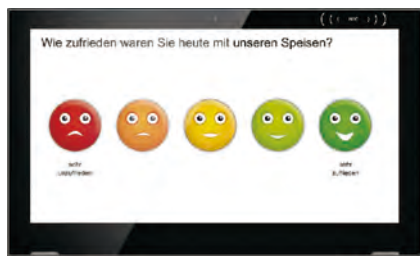 Wie zufrieden waren Sie heute mit unseren Speisen?
sehr
unzufrieden
sehr
zufrieden